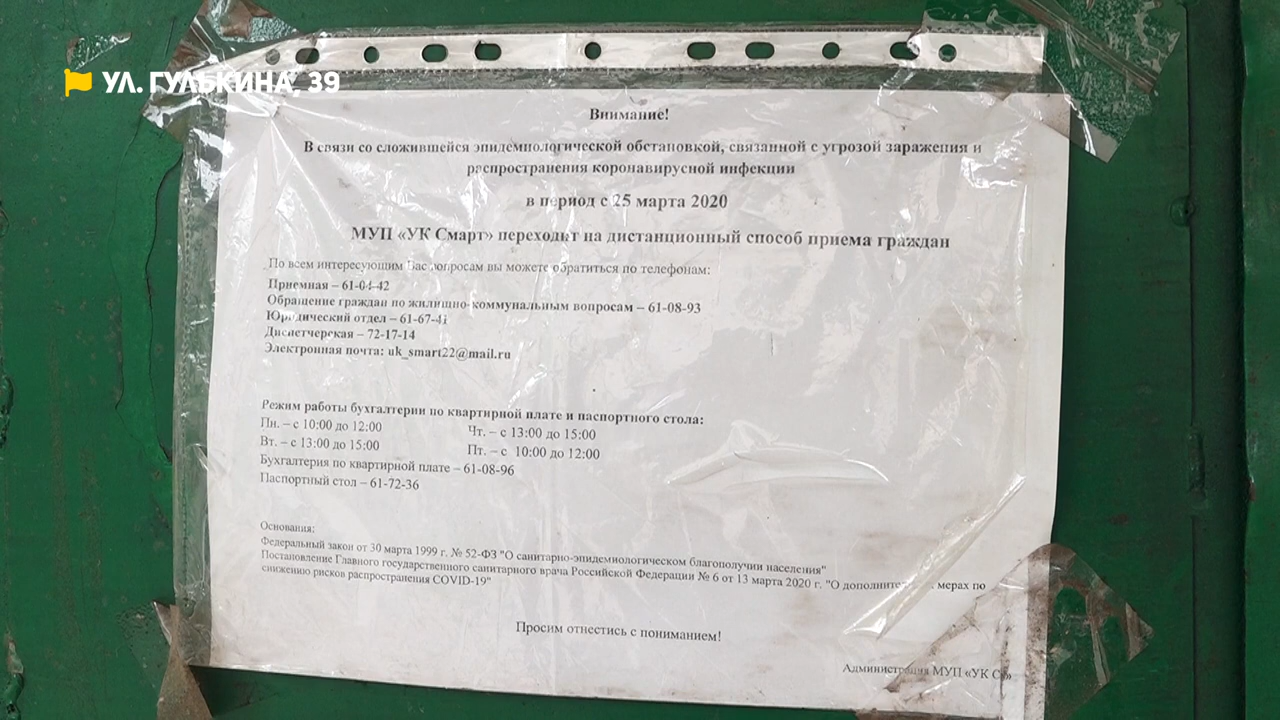 УЛ. ГУЛЬКИНА, 39
Внимание!
В связи со сложившейся эпидемиологической обстановкой, связанной с угрозой заражения и
распространения коронавирусной инфекции
в период с 25 марта 2020
МУП «УК Смарт» переходит на дистанционный способ приема граждан
По всем интересующим Вас вопросам вы можете обратиться по телефонам:
Приемная – 61-04-42
Обращение граждан по жилищно-коммунальным вопросам – 61-08-93
Юридический отдел – 61-67-41
Диспетчерская – 72-17-14
Электронная почта: uk_smart22@mail.ru
Режим работы бухгалтерии по квартирной плате и паспортного стола:
Пн. – с 10:00 до 12:00 Чт. – с 13:00 до 15:00
Вт. – с 13:00 до 15:00 Пт. – с 10:00 до 12:00
Бухгалтерия по квартирной плате – 61-08-96
Паспортный стол – 61-72-36
Основания:
Федеральный закон от 30 марта 1999 г. № 52-ФЗ "О санитарно-эпидемиологическом благополучии населения"
Постановление Главного государственного санитарного врача Российской Федерации № 6 от 13 марта 2020 г. "О мерах по
снижению рисков распространения COVID-19"
Просим отнестись с пониманием!
Администрация МУП «УК